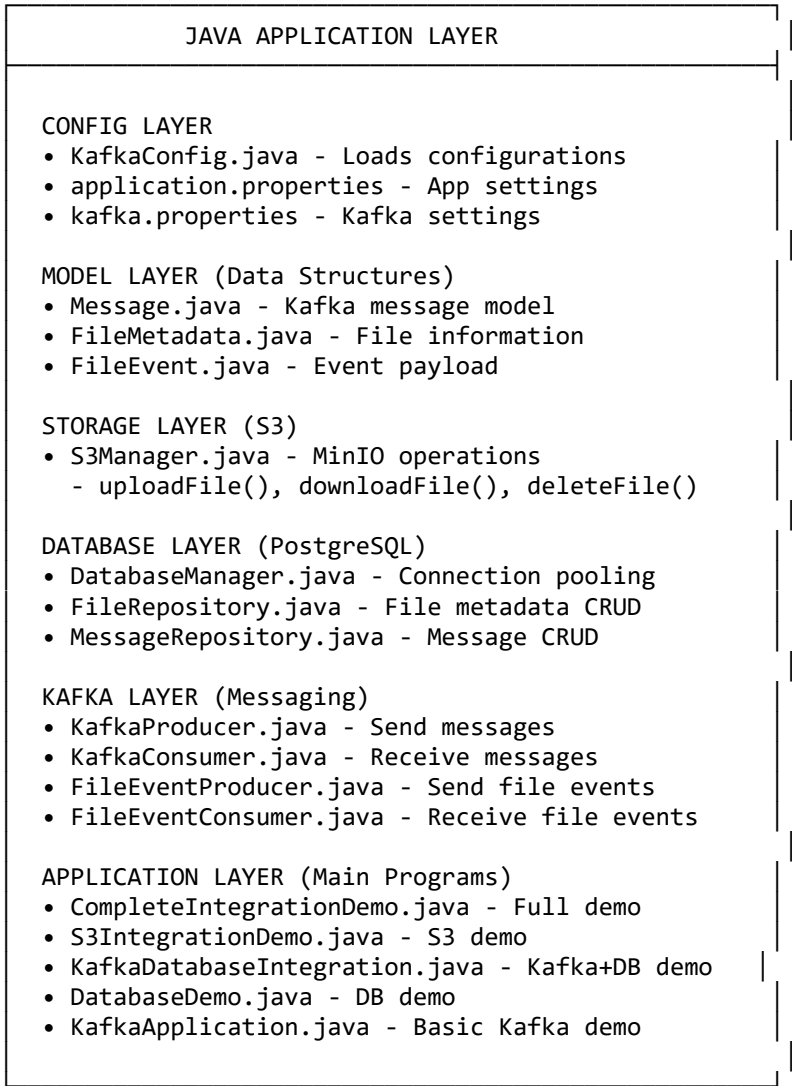 JAVA APPLICATION LAYER
CONFIG LAYER
• KafkaConfig.java - Loads configurations
• application.properties - App settings
• kafka.properties - Kafka settings
MODEL LAYER (Data Structures)
• Message.java - Kafka message model
• FileMetadata.java - File information
• FileEvent.java - Event payload
STORAGE LAYER (S3)
• S3Manager.java - MinIO operations
- uploadFile(), downloadFile(), deleteFile()
DATABASE LAYER (PostgreSQL)
• DatabaseManager.java - Connection pooling
• FileRepository.java - File metadata CRUD
• MessageRepository.java - Message CRUD
KAFKA LAYER (Messaging)
• KafkaProducer.java - Send messages
• KafkaConsumer.java - Receive messages
• FileEventProducer.java - Send file events
• FileEventConsumer.java - Receive file events
APPLICATION LAYER (Main Programs)
• CompleteIntegrationDemo.java - Full demo
• S3IntegrationDemo.java - S3 demo
• KafkaDatabaseIntegration.java - Kafka+DB demo
• DatabaseDemo.java - DB demo
• KafkaApplication.java - Basic Kafka demo